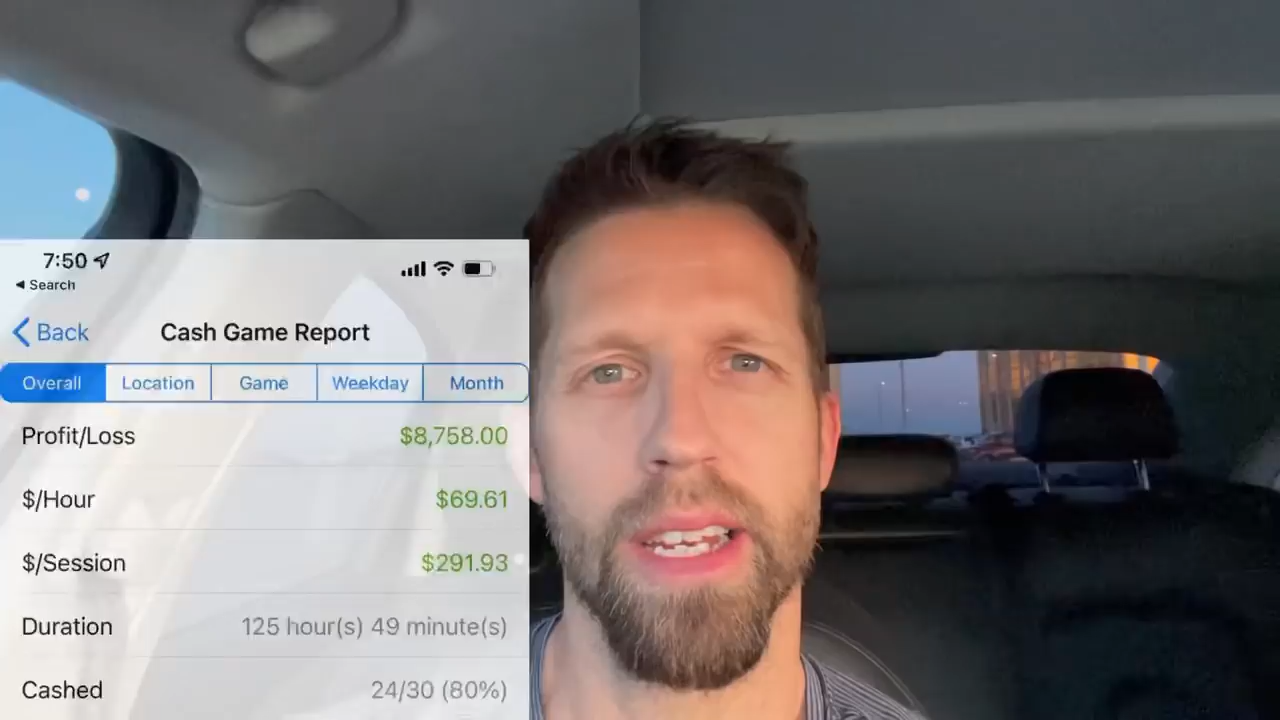 7:50
◀ Search
Back
Cash Game Report
Overall Location Game Weekday Month
Profit/Loss $8,758.00
$/Hour $69.61
$/Session $291.93
Duration 125 hour(s) 49 minute(s)
Cashed 24/30 (80%)